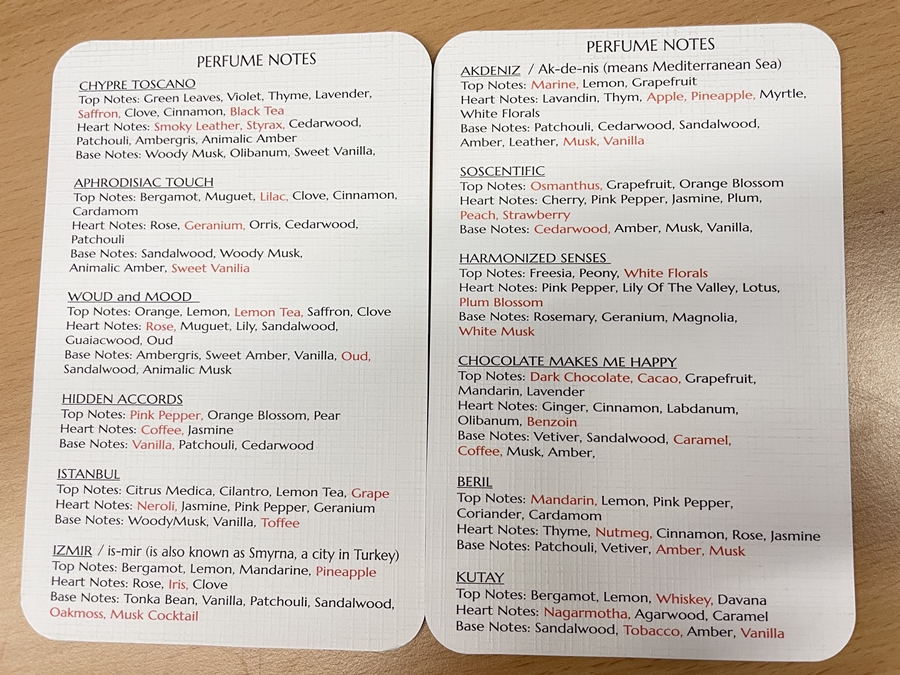 PERFUME NOTES
CHYPRE TOSCANO
Top Notes: Green Leaves, Violet, Thyme, Lavender,
Saffron, Clove, Cinnamon, Black Tea
Heart Notes: Smoky Leather, Styrax, Cedarwood,
Patchouli, Ambergris, Animalic Amber
Base Notes: Woody Musk, Olibanum, Sweet Vanilla,
APHRODISIAC TOUCH
Top Notes: Bergamot, Muguet, Lilac, Clove, Cinnamon,
Cardamom
Heart Notes: Rose, Geranium, Orris, Cedarwood,
Patchouli
Base Notes: Sandalwood, Woody Musk,
Animalic Amber, Sweet Vanilia
WOUD and MOOD
Top Notes: Orange, Lemon, Lemon Tea, Saffron, Clove
Heart Notes: Rose, Muguet, Lily, Sandalwood,
Guaiacwood, Oud
Base Notes: Ambergris, Sweet Amber, Vanilla, Oud,
Sandalwood, Animalic Musk
HIDDEN ACCORDS
Top Notes: Pink Pepper, Orange Blossom, Pear
Heart Notes: Coffee, Jasmine
Base Notes: Vanilla, Patchouli, Cedarwood
ISTANBUL
Top Notes: Citrus Medica, Cilantro, Lemon Tea, Grape
Heart Notes: Neroli, Jasmine, Pink Pepper, Geranium
Base Notes: WoodyMusk, Vanilla, Toffee
IZMIR / is-mir (is also known as Smyrna, a city in Turkey)
Top Notes: Bergamot, Lemon, Mandarine, Pineapple
Heart Notes: Rose, Iris, Clove
Base Notes: Tonka Bean, Vanilla, Patchouli, Sandalwood,
Oakmoss, Musk Cocktail
PERFUME NOTES
AKDENIZ / Ak-de-nis (means Mediterranean Sea)
Top Notes: Marine, Lemon, Grapefruit
Heart Notes: Lavandin, Thym, Apple, Pineapple, Myrtle,
White Florals
Base Notes: Patchouli, Cedarwood, Sandalwood,
Amber, Leather, Musk, Vanilla
SOSCENTIFIC
Top Notes: Osmanthus, Grapefruit, Orange Blossom
Heart Notes: Cherry, Pink Pepper, Jasmine, Plum,
Peach, Strawberry
Base Notes: Cedarwood, Amber, Musk, Vanilla,
HARMONIZED SENSES
Top Notes: Freesia, Peony, White Florals
Heart Notes: Pink Pepper, Lily Of The Valley, Lotus,
Plum Blossom
Base Notes: Rosemary, Geranium, Magnolia,
White Musk
CHOCOLATE MAKES ME HAPPY
Top Notes: Dark Chocolate, Cacao, Grapefruit,
Mandarin, Lavender
Heart Notes: Ginger, Cinnamon, Labdanum,
Olibanum, Benzoin
Base Notes: Vetiver, Sandalwood, Caramel,
Coffee, Musk, Amber,
BERIL
Top Notes: Mandarin, Lemon, Pink Pepper,
Coriander, Cardamom
Heart Notes: Thyme, Nutmeg, Cinnamon, Rose, Jasmine
Base Notes: Patchouli, Vetiver, Amber, Musk
KUTAY
Top Notes: Bergamot, Lemon, Whiskey, Davana
Heart Notes: Nagarmotha, Agarwood, Caramel
Base Notes: Sandalwood, Tobacco, Amber, Vanilla